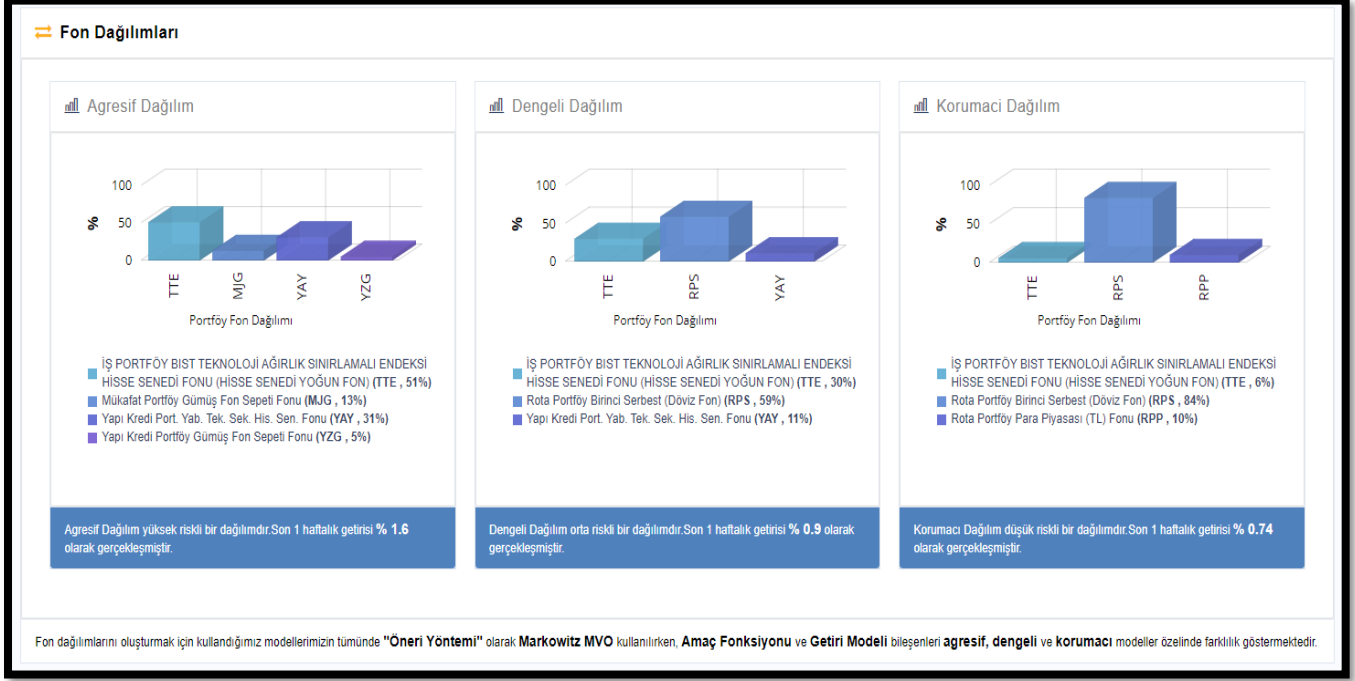 Fon Dağılımları
Agresif Dağılım
100
50
0
%
TTE
MJG
YAY
YZG
Portföy Fon Dağılımı
İŞ PORTFÖY BIST TEKNOLOJİ AĞIRLIK SINIRLAMALI ENDEKSİ
HİSSE SENEDİ FONU (HİSSE SENEDİ YOĞUN FON) (TTE , 51%)
Mükafat Portföy Gümüş Fon Sepeti Fonu (MJG , 13%)
Yapı Kredi Port. Yab. Tek. Sek. His. Sen. Fonu (YAY , 31%)
Yapı Kredi Portföy Gümüş Fon Sepeti Fonu (YZG , 5%)
Agresif Dağılım yüksek riskli bir dağılımdır.Son 1 haftalık getirisi % 1.6
olarak gerçekleşmiştir.
Dengeli Dağılım
100
50
0
%
TTE
RPS
YAY
Portföy Fon Dağılımı
İŞ PORTFÖY BIST TEKNOLOJİ AĞIRLIK SINIRLAMALI ENDEKSİ
HİSSE SENEDİ FONU (HİSSE SENEDİ YOĞUN FON) (TTE , 30%)
Rota Portföy Birinci Serbest (Döviz Fon) (RPS , 59%)
Yapı Kredi Port. Yab. Tek. Sek. His. Sen. Fonu (YAY , 11%)
Dengeli Dağılım orta riskli bir dağılımdır.Son 1 haftalık getirisi % 0.9 olarak
gerçekleşmiştir.
Korumaci Dağılım
100
50
0
%
TTE
RPS
RPP
Portföy Fon Dağılımı
İŞ PORTFÖY BIST TEKNOLOJİ AĞIRLIK SINIRLAMALI ENDEKSİ
HİSSE SENEDİ FONU (HİSSE SENEDİ YOĞUN FON) (TTE , 6%)
Rota Portföy Birinci Serbest (Döviz Fon) (RPS , 84%)
Rota Portföy Para Piyasası (TL) Fonu (RPP , 10%)
Korumacı Dağılım düşük riskli bir dağılımdır.Son 1 haftalık getirisi % 0.74
olarak gerçekleşmiştir.
Fon dağılımlarını oluşturmak için kullandığımız modellerimizin tümünde "Öneri Yöntemi" olarak Markowitz MVO kullanılırken, Amaç Fonksiyonu ve Getiri Modeli bileşenleri agresif, dengeli ve korumacı modeller özelinde farklılık göstermektedir.